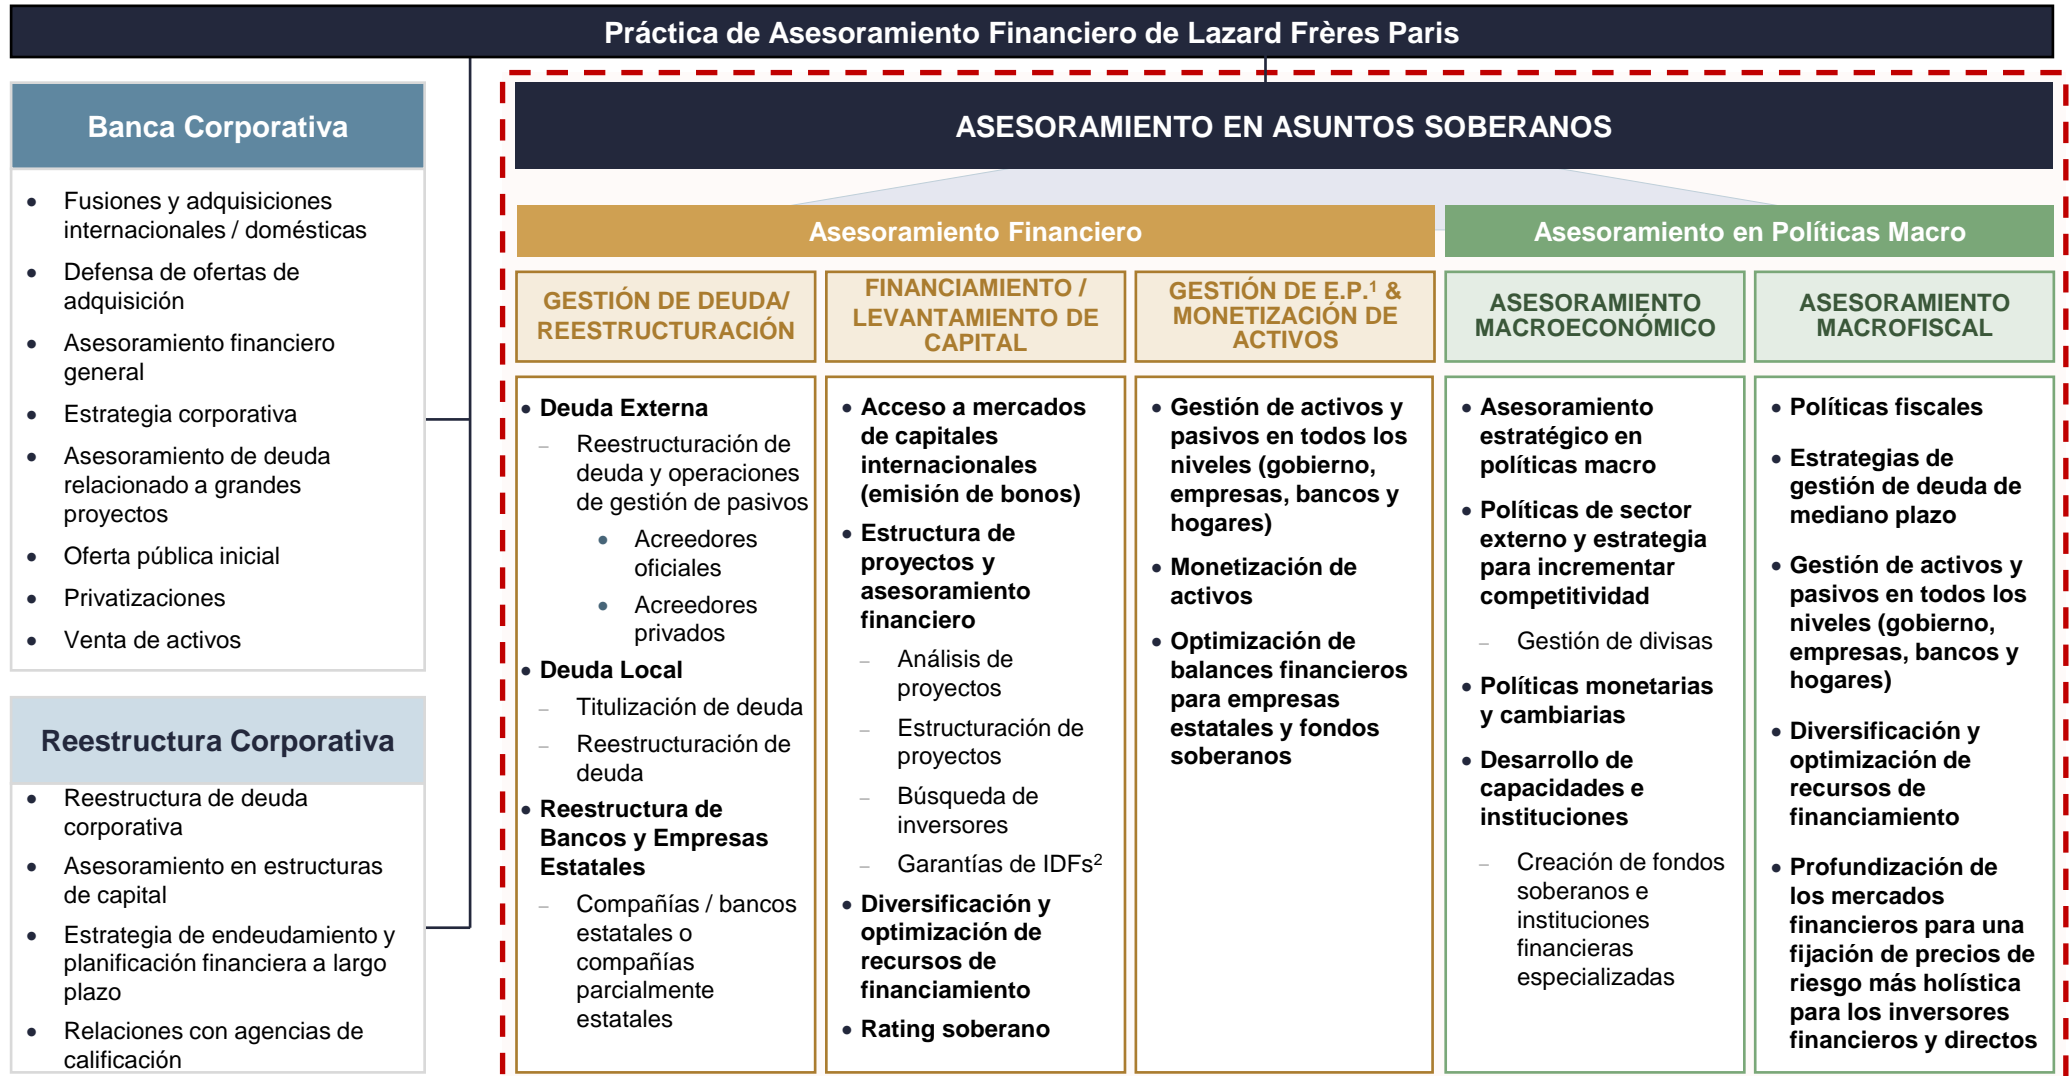 Práctica de Asesoramiento Financiero de Lazard Frères Paris
Banca Corporativa
• Fusiones y adquisiciones
internacionales / domésticas
• Defensa de ofertas de
adquisición
• Asesoramiento financiero
general
• Estrategia corporativa
• Asesoramiento de deuda
relacionado a grandes
proyectos
• Oferta pública inicial
• Privatizaciones
• Venta de activos
Reestructura Corporativa
• Reestructura de deuda
corporativa
• Asesoramiento en estructuras
de capital
• Estrategia de endeudamiento y
planificación financiera a largo
plazo
• Relaciones con agencias de
calificación
ASESORAMIENTO EN ASUNTOS SOBERANOS
Asesoramiento Financiero
GESTIÓN DE DEUDA/
REESTRUCTURACIÓN
• Deuda Externa
– Reestructuración de
deuda y operaciones
de gestión de pasivos
• Acreedores
oficiales
• Acreedores
privados
• Deuda Local
– Titulización de deuda
– Reestructuración de
deuda
• Reestructura de
Bancos y Empresas
Estatales
– Compañías / bancos
estatales o
compañías
parcialmente
estatales
FINANCIAMIENTO /
LEVANTAMIENTO DE
CAPITAL
• Acceso a mercados
de capitales
internacionales
(emisión de bonos)
• Estructura de
proyectos y
asesoramiento
financiero
– Análisis de
proyectos
– Estructuración de
proyectos
– Búsqueda de
inversores
– Garantías de IDFs²
• Diversificación y
optimización de
recursos de
financiamiento
• Rating soberano
GESTIÓN DE E.P.¹ &
MONETIZACIÓN DE
ACTIVOS
• Gestión de activos y
pasivos en todos los
niveles (gobierno,
empresas, bancos y
hogares)
• Monetización de
activos
• Optimización de
balances financieros
para empresas
estatales y fondos
soberanos
Asesoramiento en Políticas Macro
ASESORAMIENTO
MACROECONÓMICO
• Asesoramiento
estratégico en
políticas macro
• Políticas de sector
externo y estrategia
para incrementar
competitividad
– Gestión de divisas
• Políticas monetarias
y cambiarias
• Desarrollo de
capacidades e
instituciones
– Creación de fondos
soberanos e
instituciones
financieras
especializadas
ASESORAMIENTO
MACROFISCAL
• Políticas fiscales
• Estrategias de
gestión de deuda de
mediano plazo
• Gestión de activos y
pasivos en todos los
niveles (gobierno,
empresas, bancos y
hogares)
• Diversificación y
optimización de
recursos de
financiamiento
• Profundización de
los mercados
financieros para una
fijación de precios de
riesgo más holística
para los inversores
financieros y directos